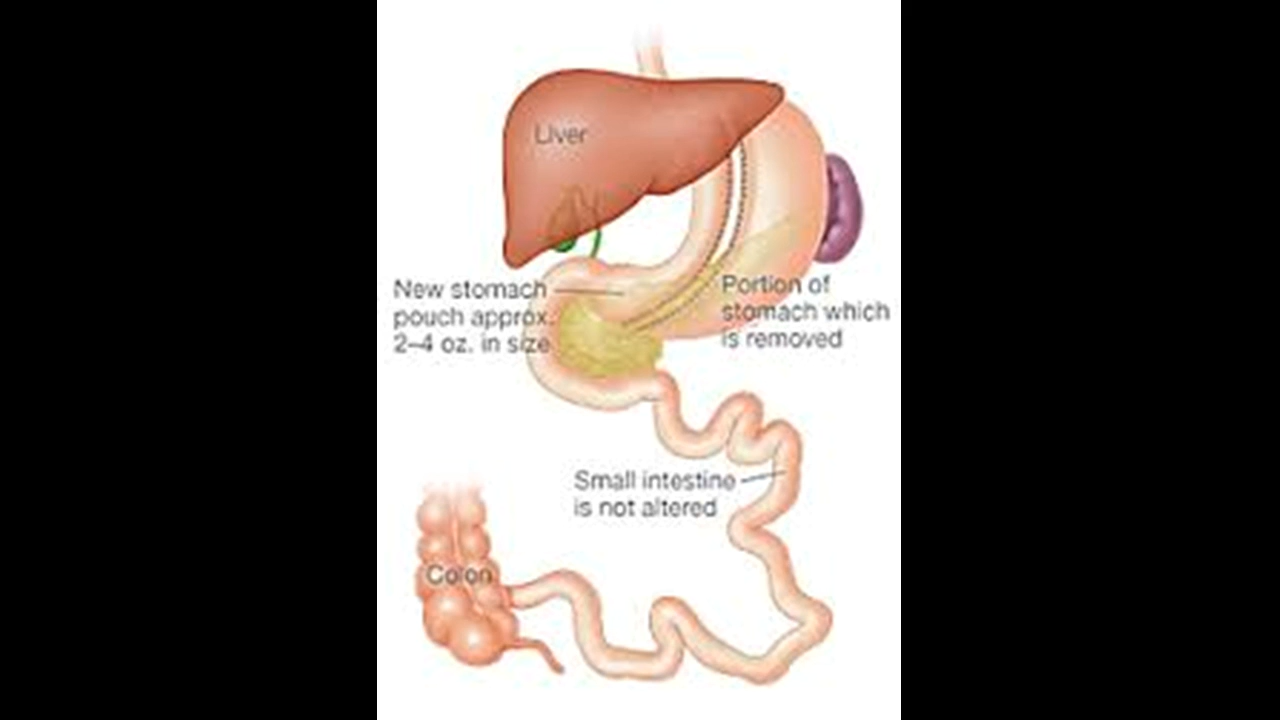 Liver
New stomach
pouch approx.
2–4 oz. in size
Portion of
stomach which
is removed
Small intestine
is not altered
Colon